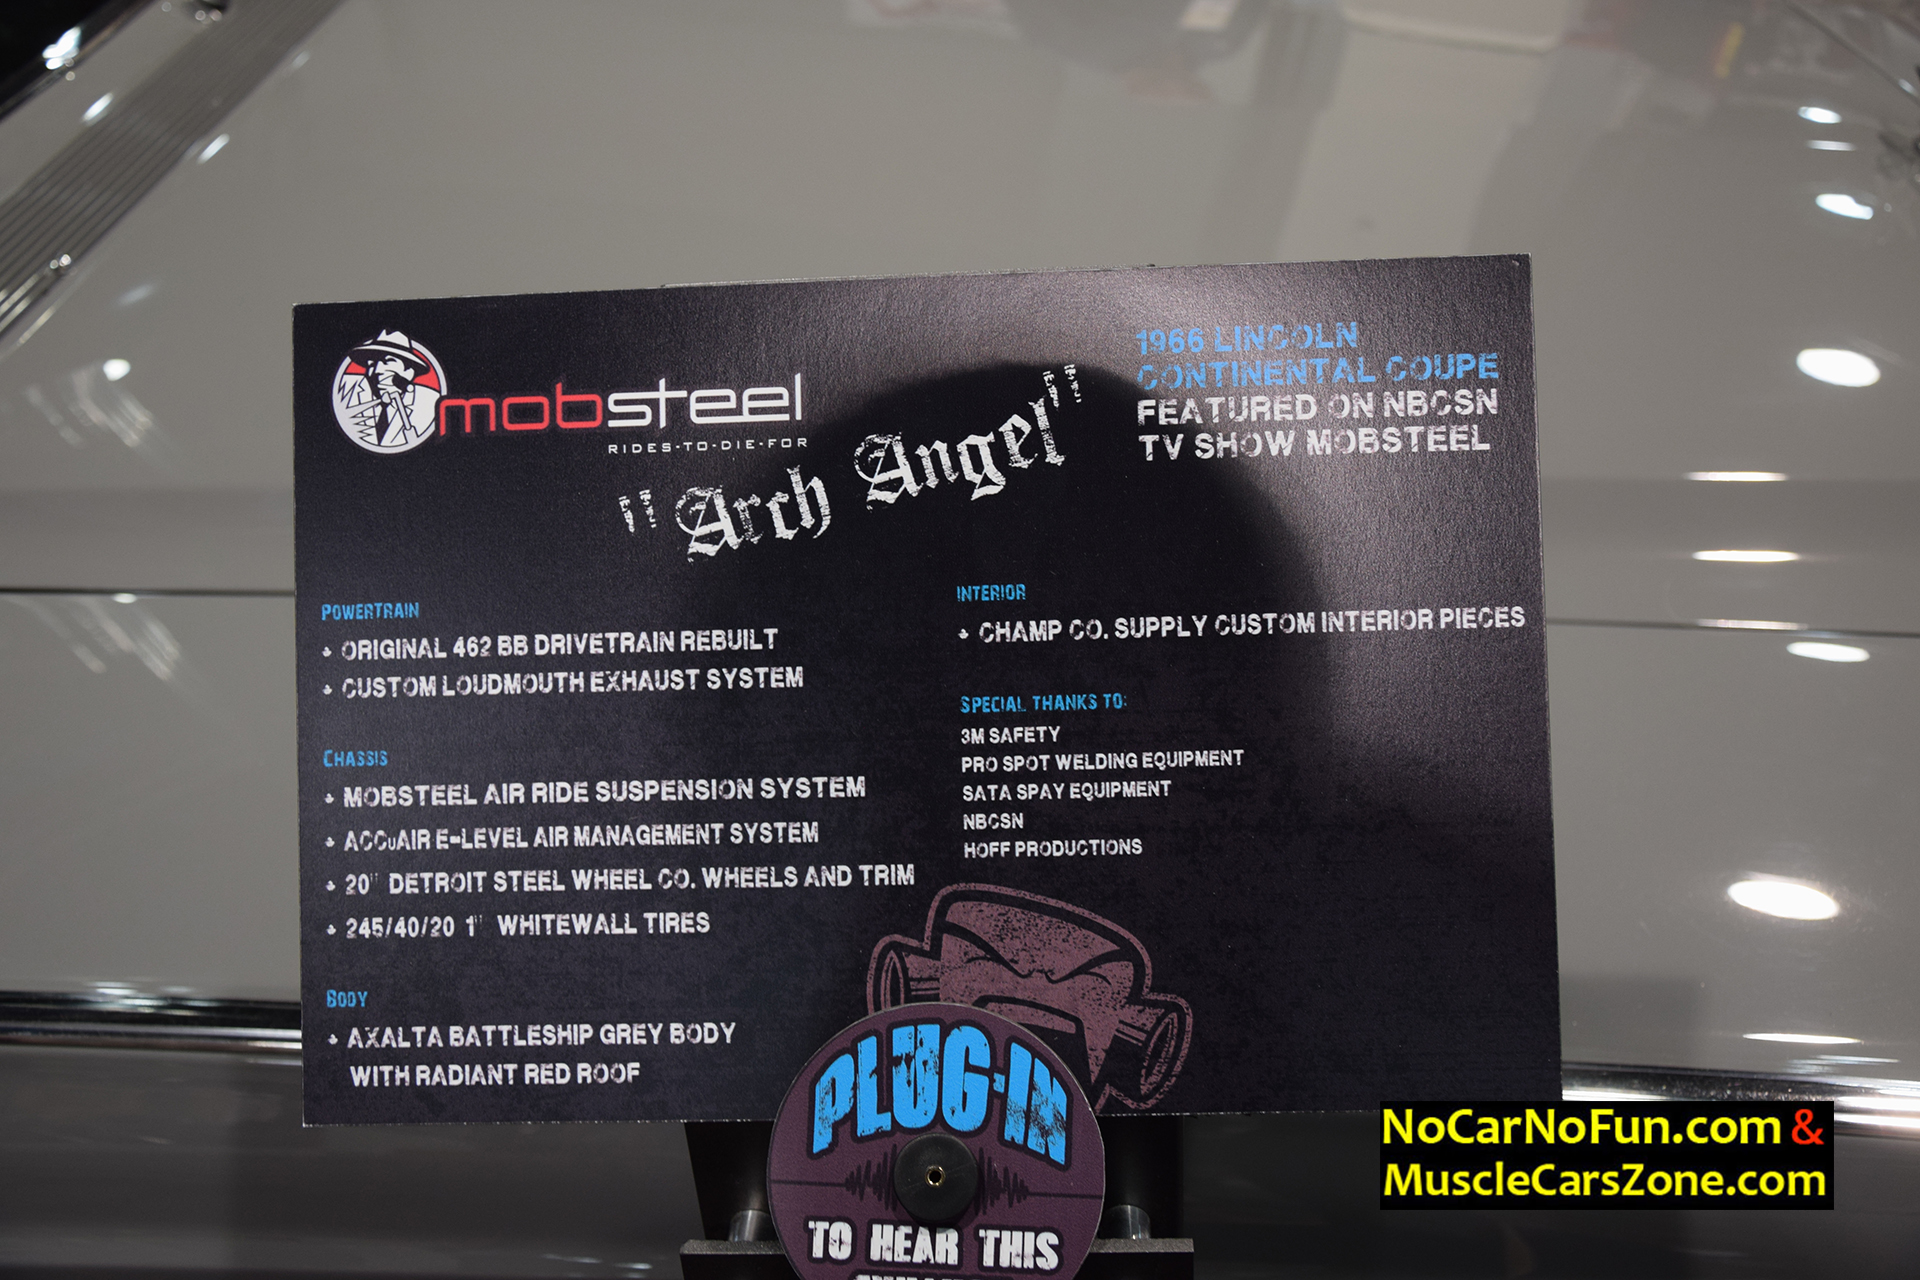 mobsteel
RIDES-TO-DIE-FOR
"Arch Angel"
1966 LINCOLN
CONTINENTAL COUPE
FEATURED ON NBCSN
TV SHOW MOBSTEEL
POWERTRAIN
ORIGINAL 462 BB DRIVETRAIN REBUILT
CUSTOM LOUDMOUTH EXHAUST SYSTEM
CHASSIS
MOBSTEEL AIR RIDE SUSPENSION SYSTEM
ACCuAIR E-LEVEL AIR MANAGEMENT SYSTEM
20" DETROIT STEEL WHEEL CO. WHEELS AND TRIM
245/40/20 1" WHITEWALL TIRES
BODY
AXALTA BATTLESHIP GREY BODY
WITH RADIANT RED ROOF
INTERIOR
CHAMP CO. SUPPLY CUSTOM INTERIOR PIECES
SPECIAL THANKS TO:
3M SAFETY
PRO SPOT WELDING EQUIPMENT
SATA SPAY EQUIPMENT
NBCSN
HOFF PRODUCTIONS
PLUG-IN
TO HEAR THIS
NoCarNoFun.com &
MuscleCarsZone.com